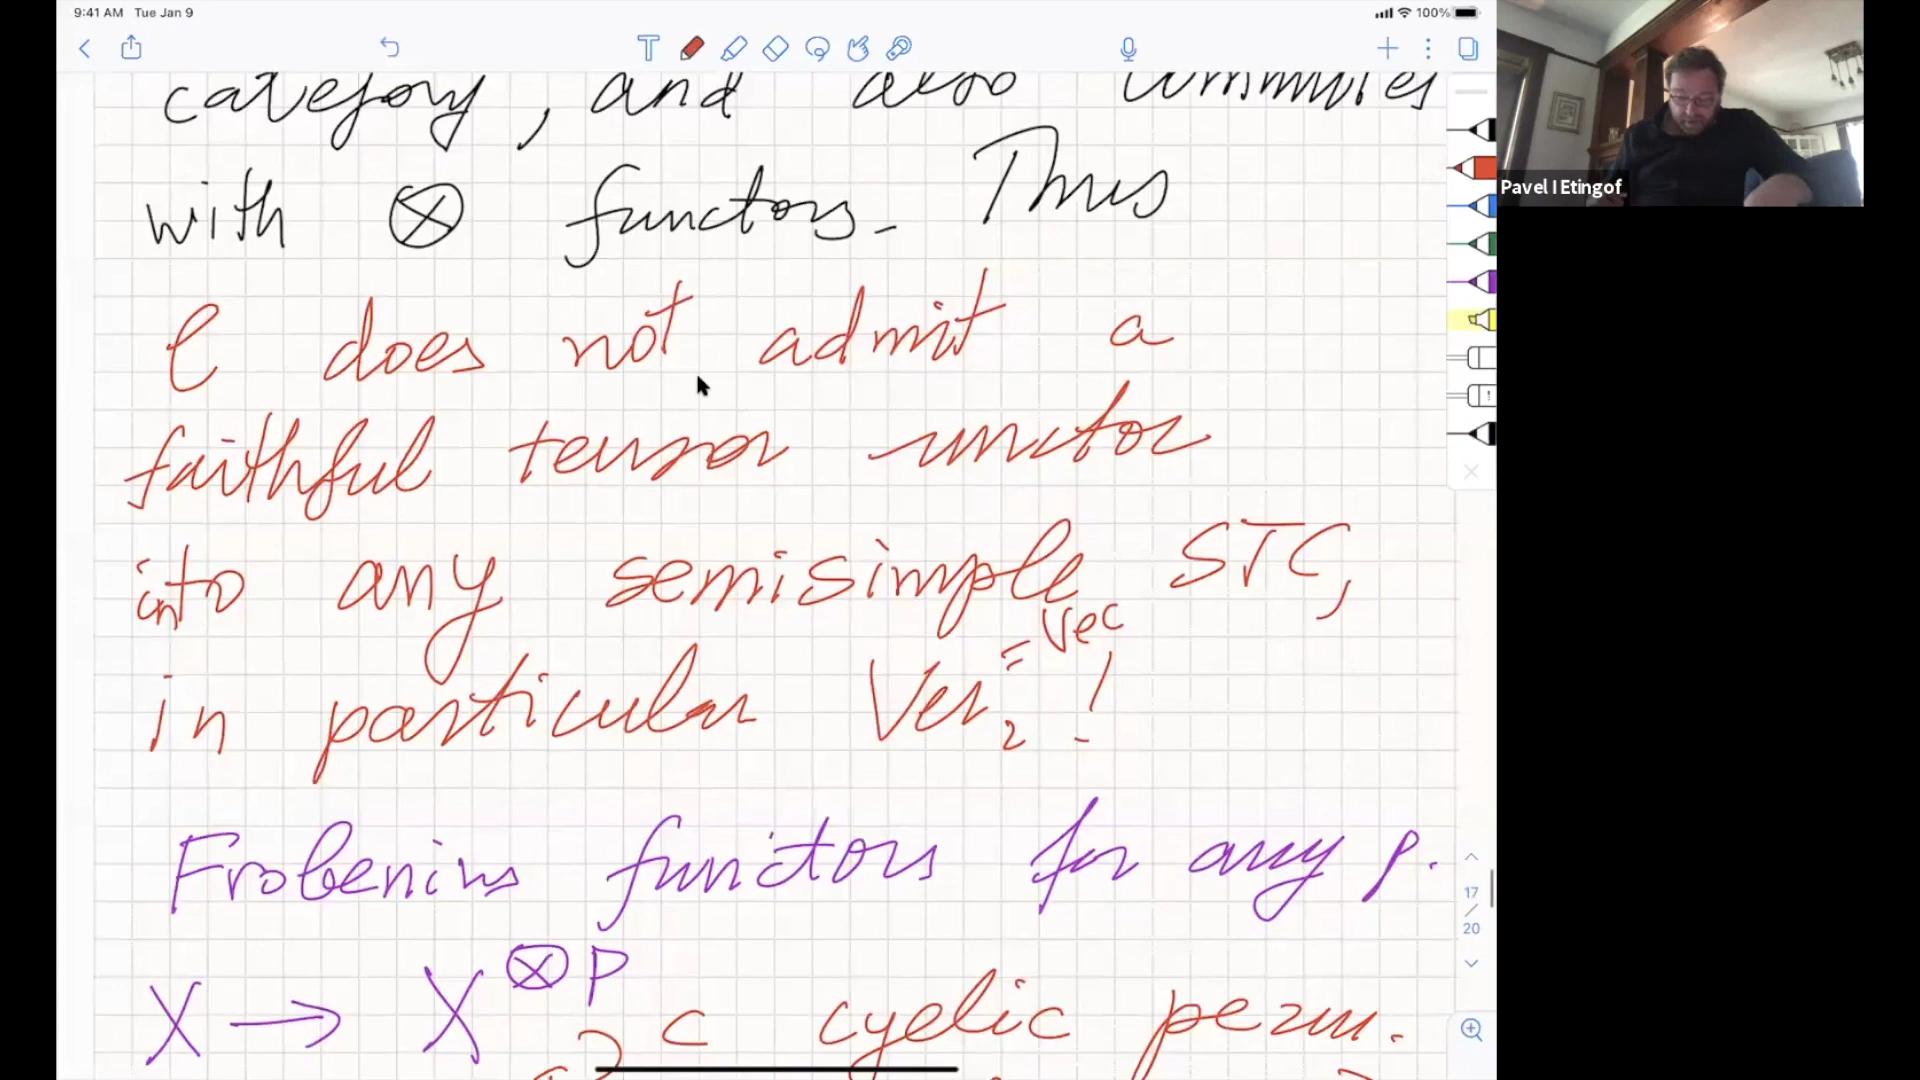 9:41 AM Tue Jan 9
100%
category, and also commutes
with ⊗ functors. Thus
C does not admit a
faithful tensor unctor
into any semisimple STC,
in particular Ver₂ = Vec !
Frobenius functors for any p.
X → X^⊗P
c cyclic perm.
17
/
20
Pavel I Etingof